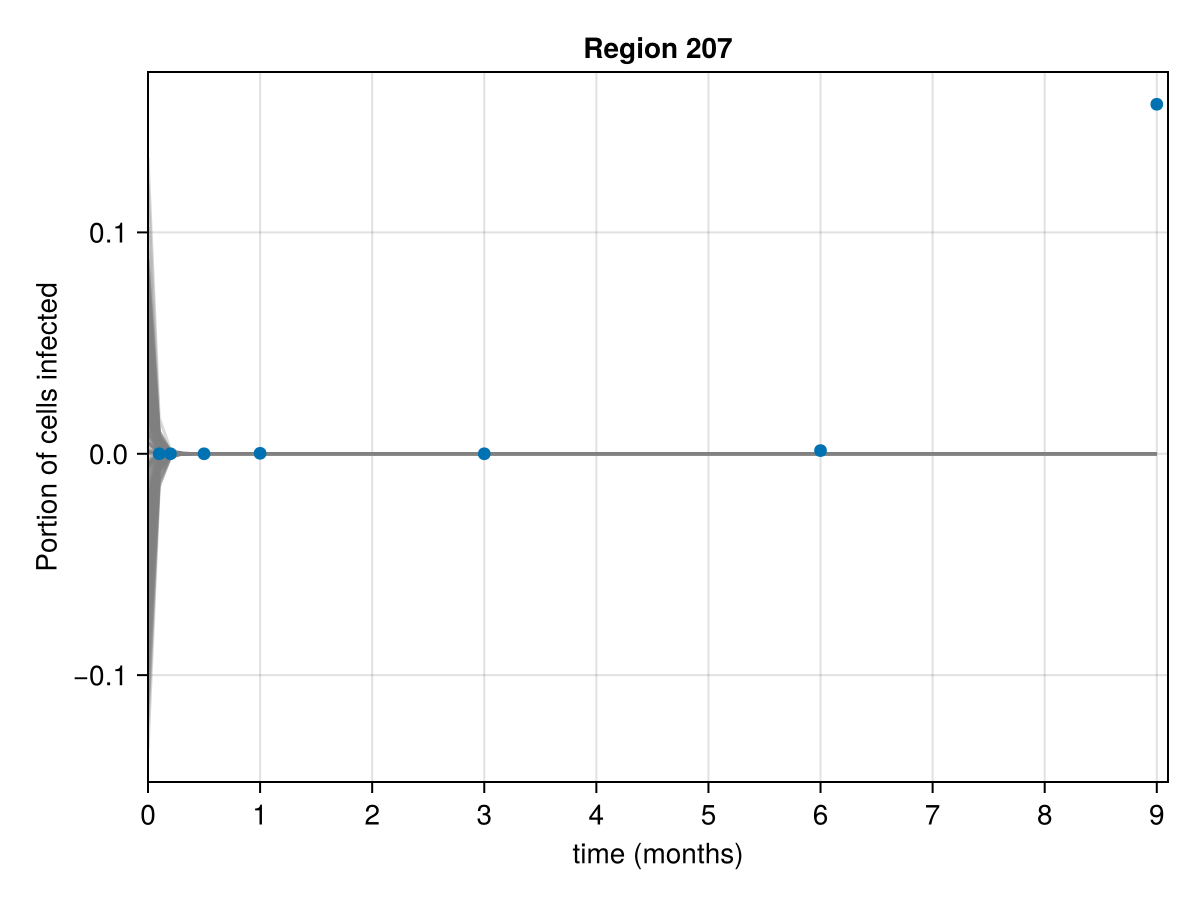 Region 207
0.1
0.0
−0.1
Portion of cells infected
0 1 2 3 4 5 6 7 8 9
time (months)